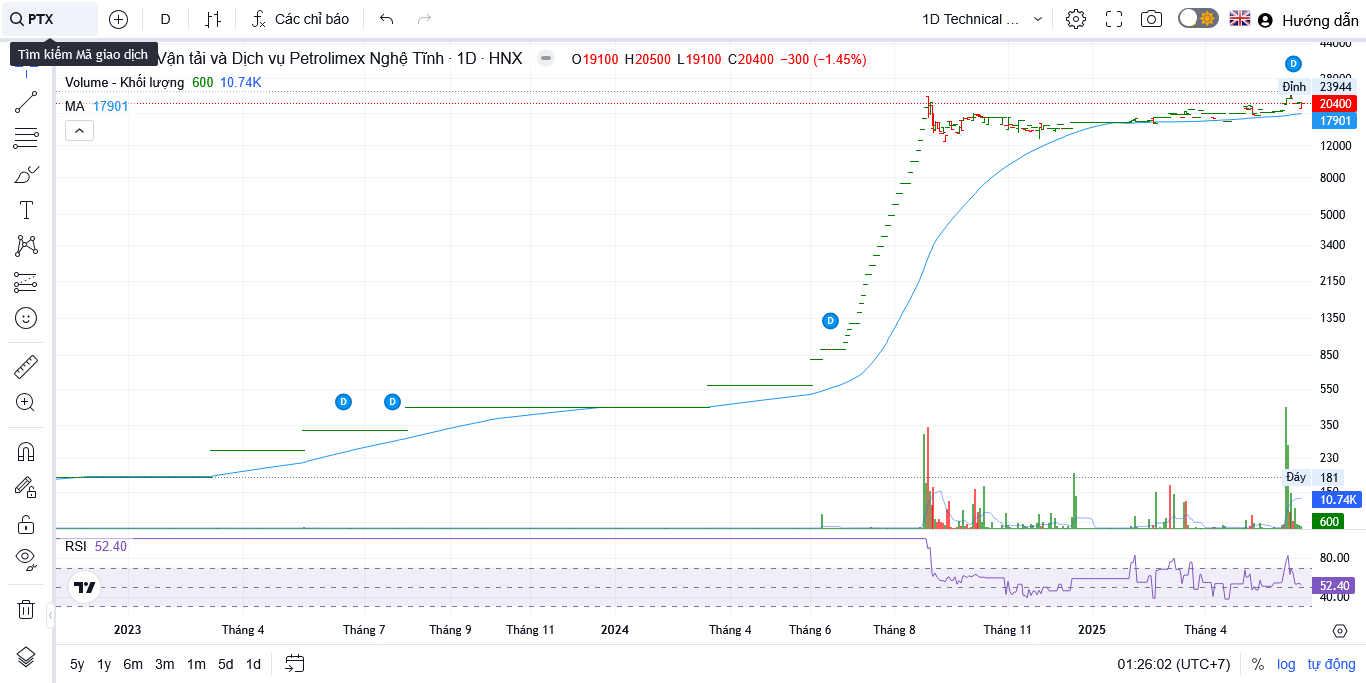 PTX
D
Các chỉ báo
1D Technical ...
Hướng dẫn
Tìm kiếm Mã giao dịch
Vận tải và Dịch vụ Petrolimex Nghệ Tĩnh · 1D · HNX
O19100 H20500 L19100 C20400 −300 (−1.45%)
Volume - Khối lượng 600 10.74K
MA 17901
D
44000
28000
Đỉnh 23944
20400
17901
12000
8000
5000
3400
2150
1350
D
850
550
D
D
350
230
Đáy 181
150
10.74K
600
RSI 52.40
80.00
52.40
40.00
2023
Tháng 4
Tháng 7
Tháng 9
Tháng 11
2024
Tháng 4
Tháng 6
Tháng 8
Tháng 11
2025
Tháng 4
5y 1y 6m 3m 1m 5d 1d
01:26:02 (UTC+7)
% log tự động